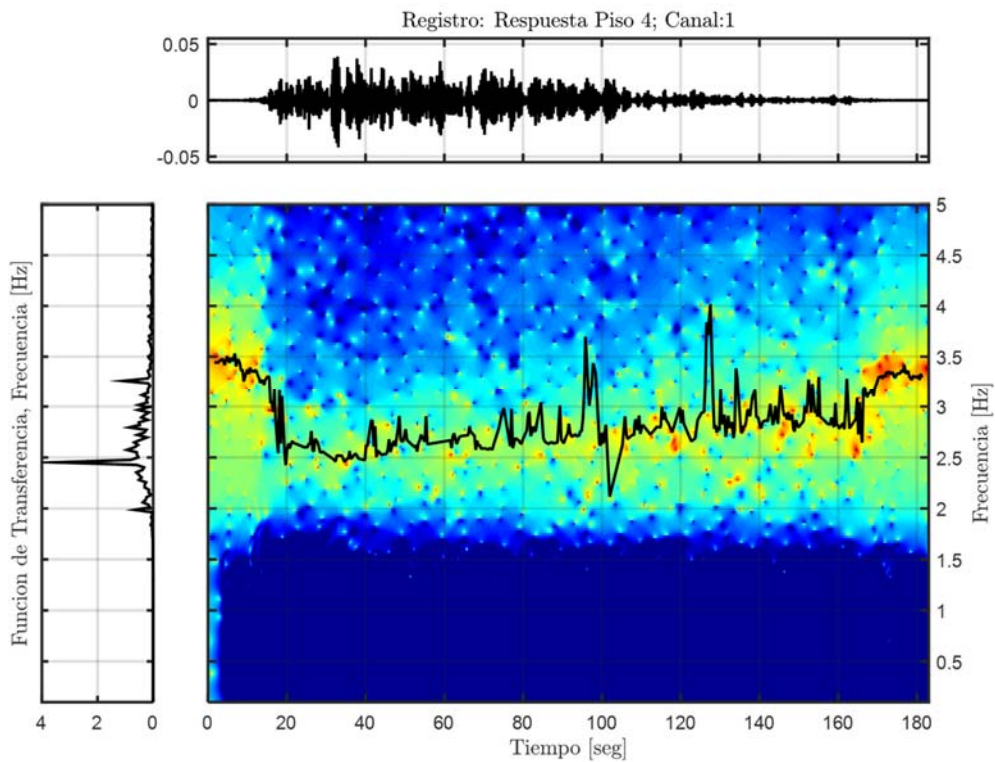 Registro: Respuesta Piso 4; Canal:1
0.05
0
-0.05
Funcion de Transferencia, Frecuencia [Hz]
4 2 0
5
4.5
4
3.5
3
2.5
2
1.5
1
0.5
Frecuencia [Hz]
0 20 40 60 80 100 120 140 160 180
Tiempo [seg]